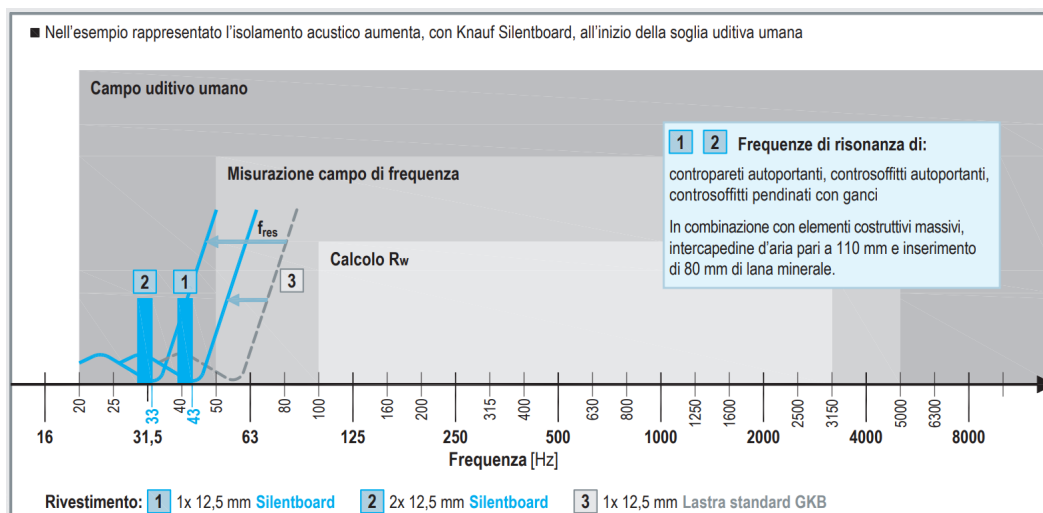 ■ Nell'esempio rappresentato l'isolamento acustico aumenta, con Knauf Silentboard, all'inizio della soglia uditiva umana
Campo uditivo umano
1 2 Frequenze di risonanza di:
contropareti autoportanti, controsoffitti autoportanti,
controsoffitti pendinati con ganci
In combinazione con elementi costruttivi massivi,
intercapedine d'aria pari a 110 mm e inserimento
di 80 mm di lana minerale.
Misurazione campo di frequenza
fres
Calcolo Rw
2 1 3
20 25 33 40 43 50 80 100 160 200 315 400 630 800 1250 1600 2500 3150 5000 6300
16 31,5 63 125 250 500 1000 2000 4000 8000
Frequenza [Hz]
Rivestimento: 1 1x 12,5 mm Silentboard 2 2x 12,5 mm Silentboard 3 1x 12,5 mm Lastra standard GKB